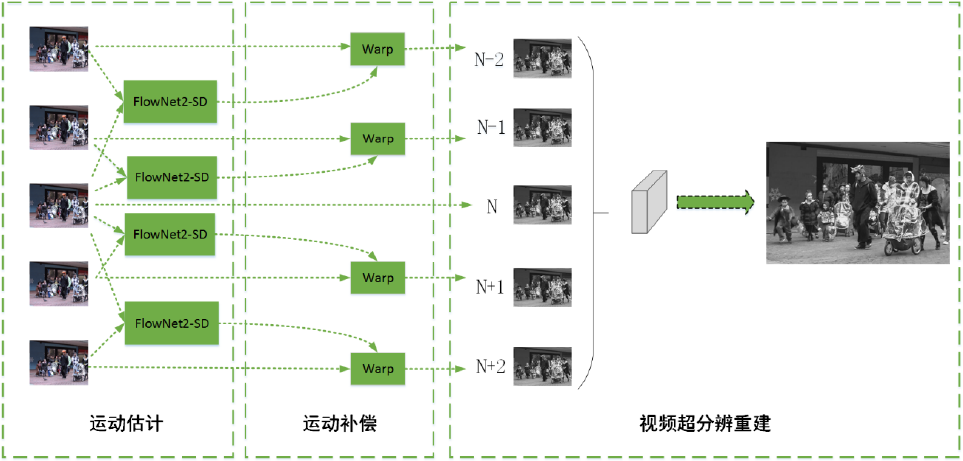 Warp
N-2
FlowNet2-SD
Warp
N-1
FlowNet2-SD
N
FlowNet2-SD
Warp
N+1
FlowNet2-SD
Warp
N+2
运动估计
运动补偿
视频超分辨重建